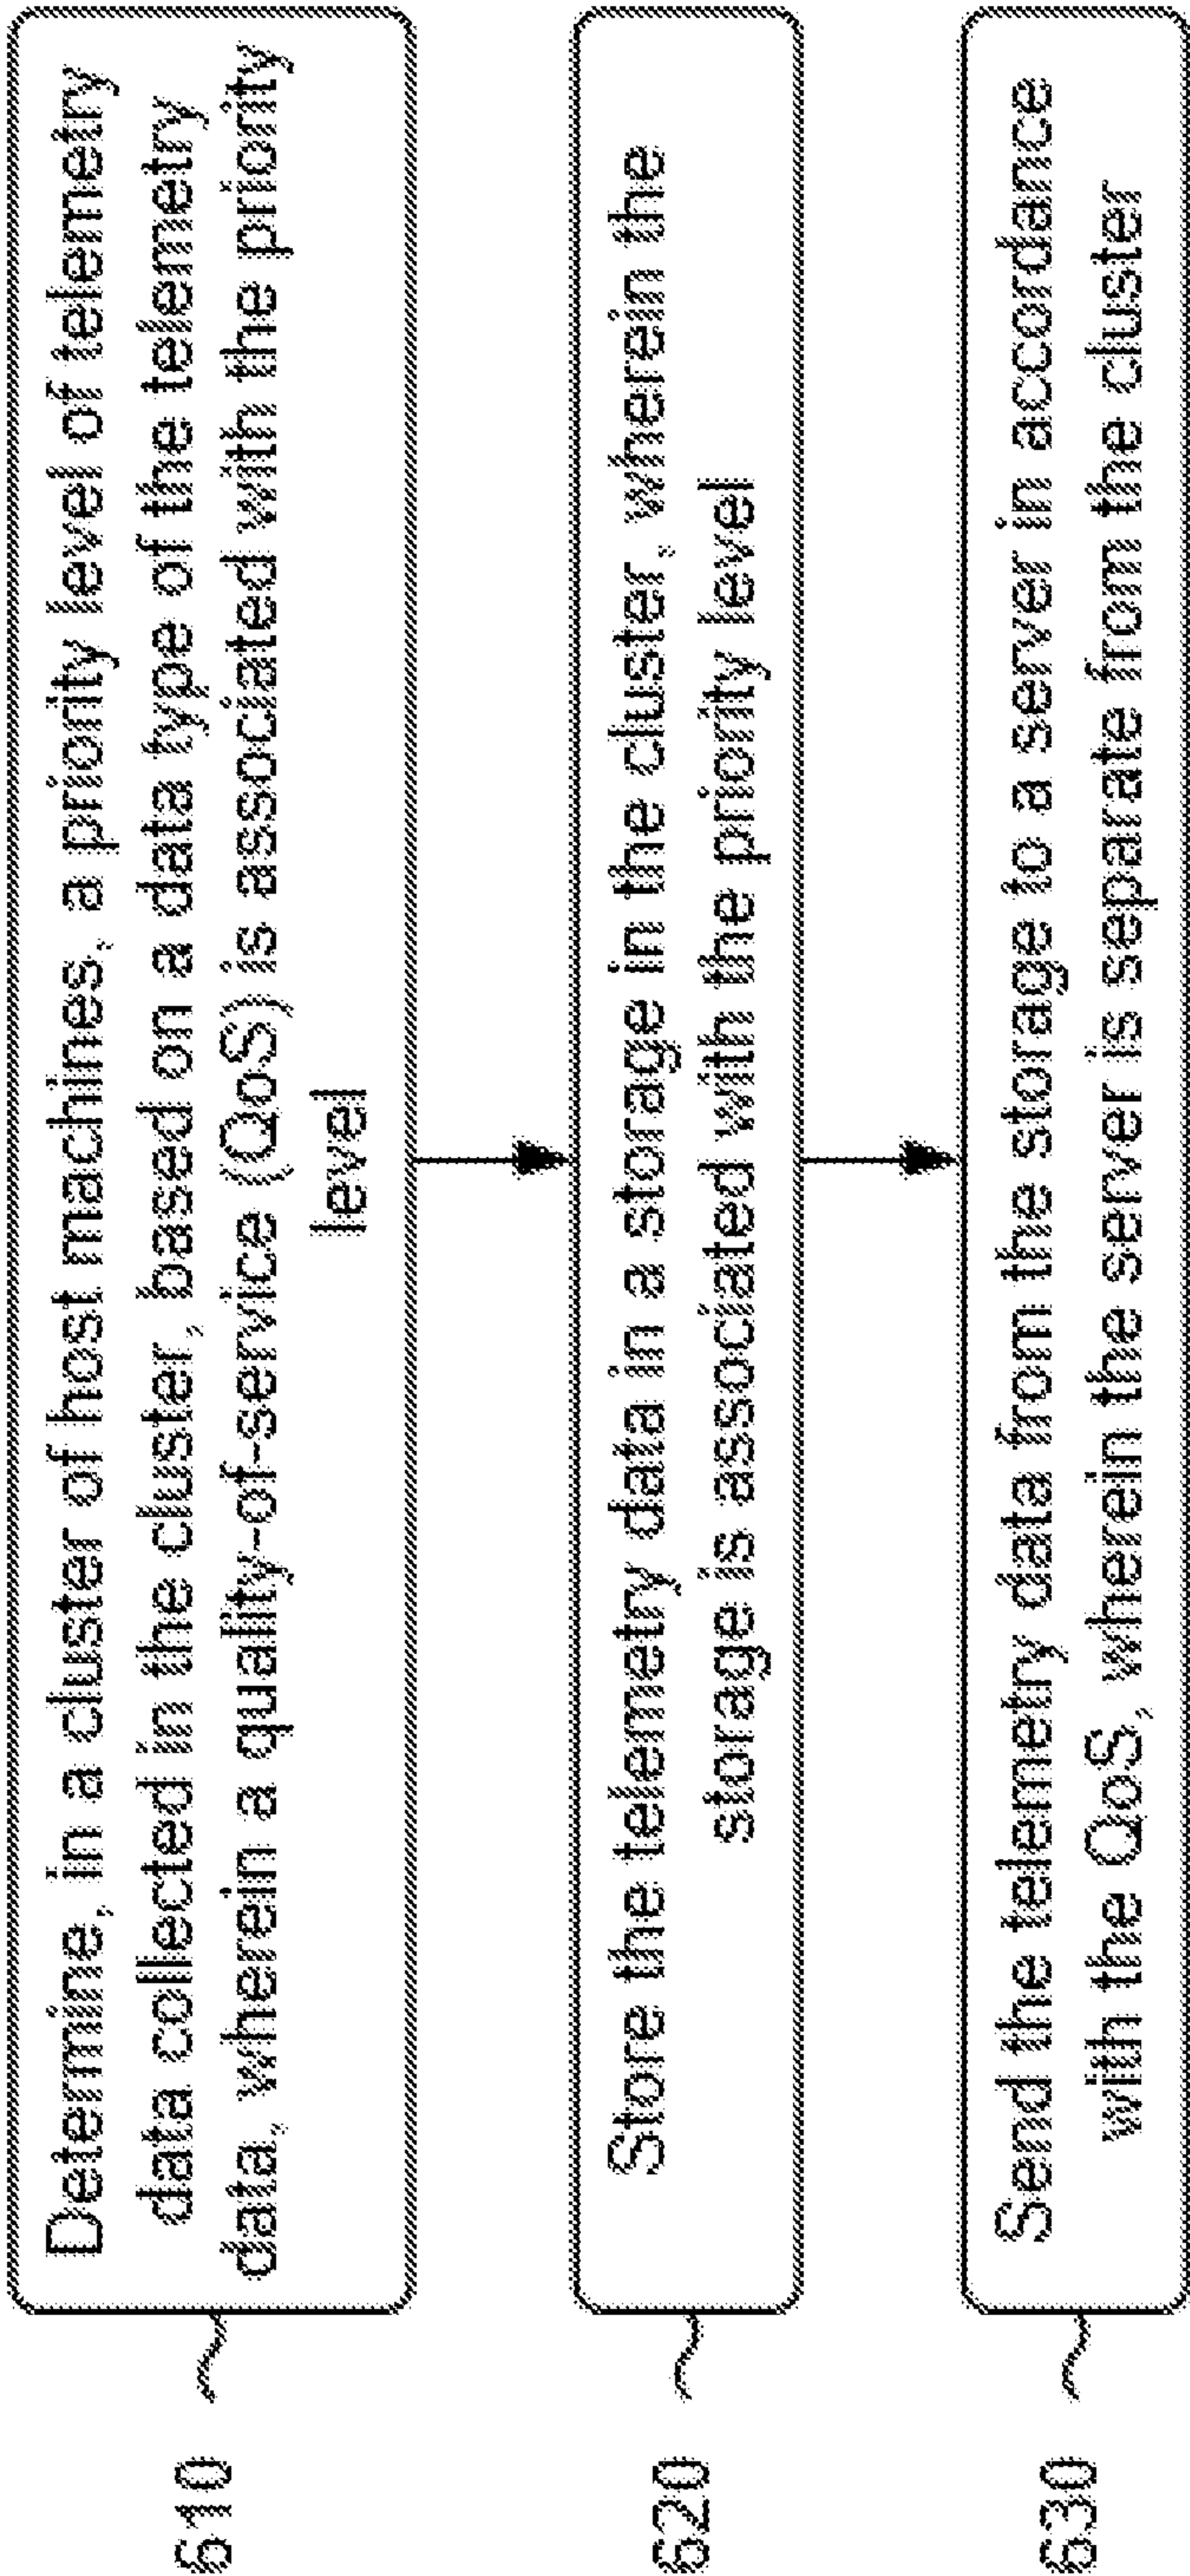 610
Determine, in a cluster of host machines, a priority level of telemetry
data collected in the cluster, based on a data type of the telemetry
data, wherein a quality-of-service (QoS) is associated with the priority
level
620
Store the telemetry data in a storage in the cluster, wherein the
storage is associated with the priority level
630
Send the telemetry data from the storage to a server in accordance
with the QoS, wherein the server is separate from the cluster